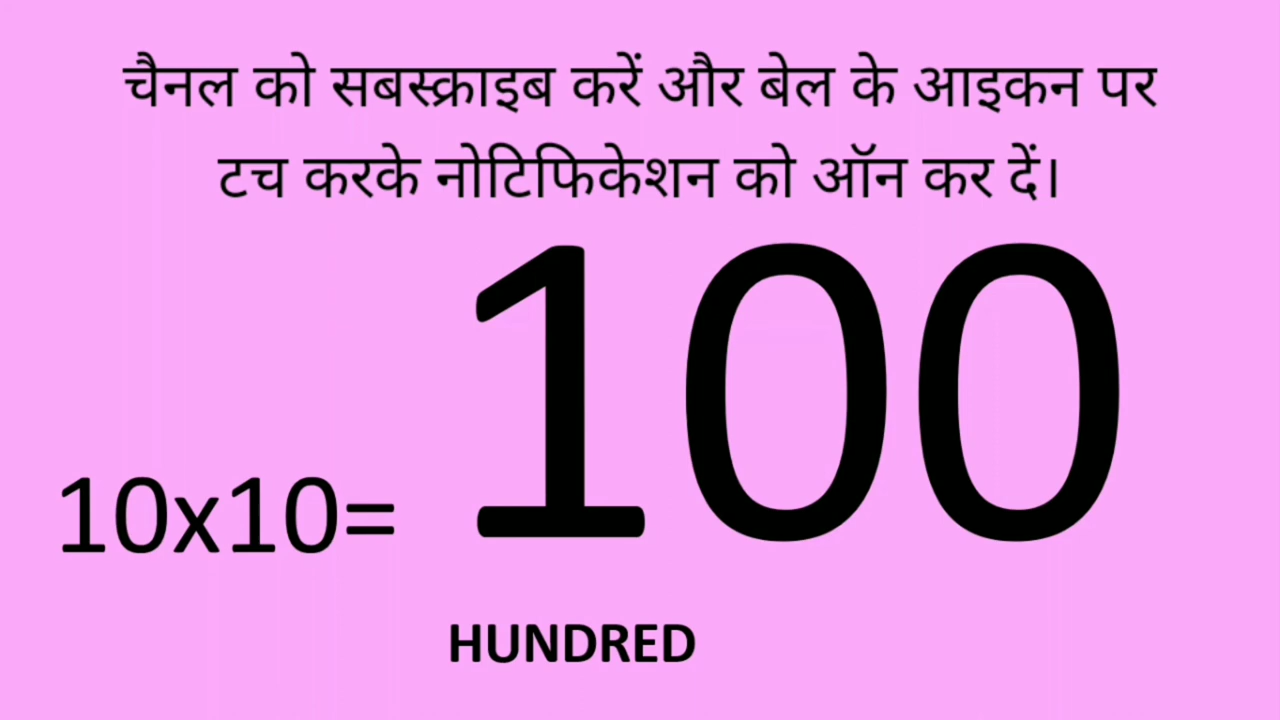 चैनल को सबस्क्राइब करें और बेल के आइकन पर
टच करके नोटिफिकेशन को ऑन कर दें।
10x10= 100
HUNDRED